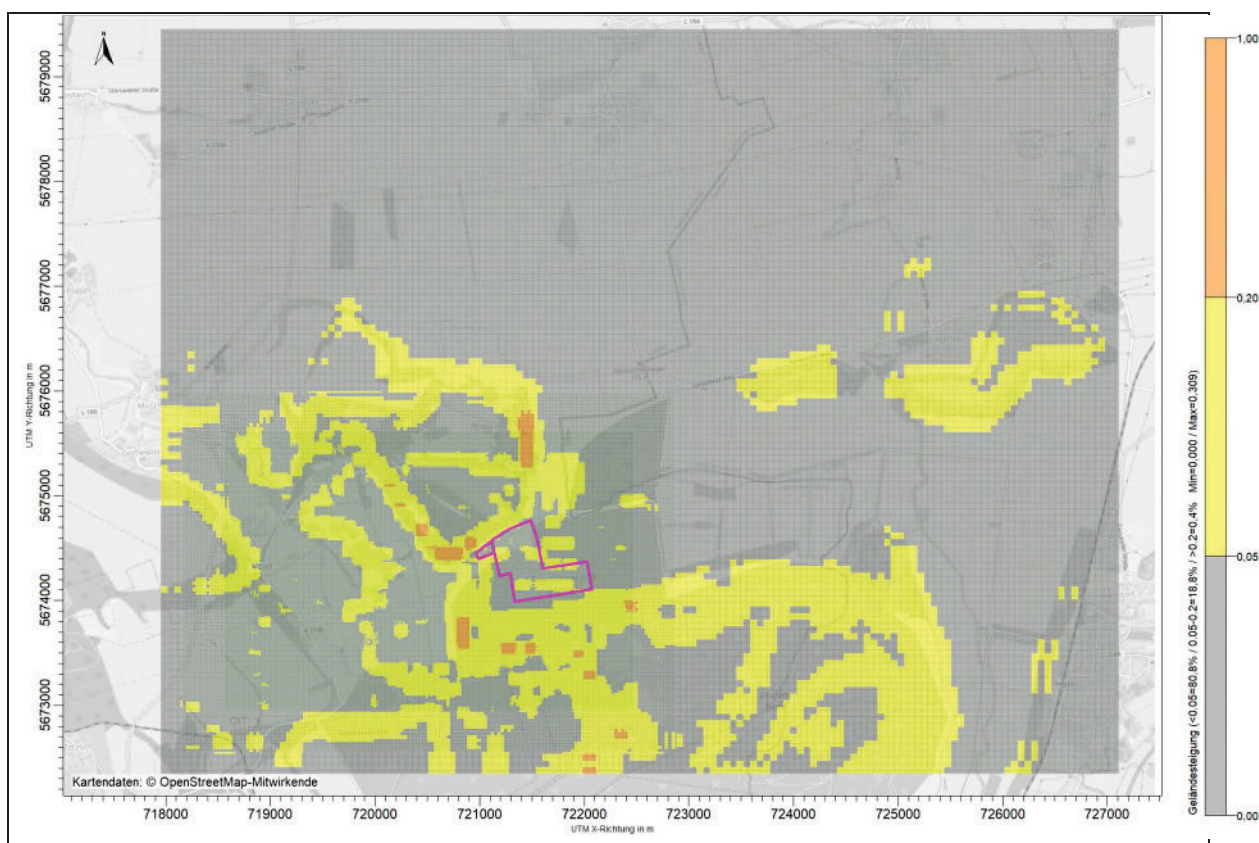 N
5679000
5678000
5677000
5676000
5675000
5674000
5673000
UTM Y-Richtung in m
Kartendaten: © OpenStreetMap-Mitwirkende
718000 719000 720000 721000 722000 723000 724000 725000 726000 727000
UTM X-Richtung in m
1.00
0.20
0.05
0.00
Geländesteigung (<0.05=80.8% / 0.05-0.2=18.8% / >0.2=0.4% Min=0,000 / Max=0,309)